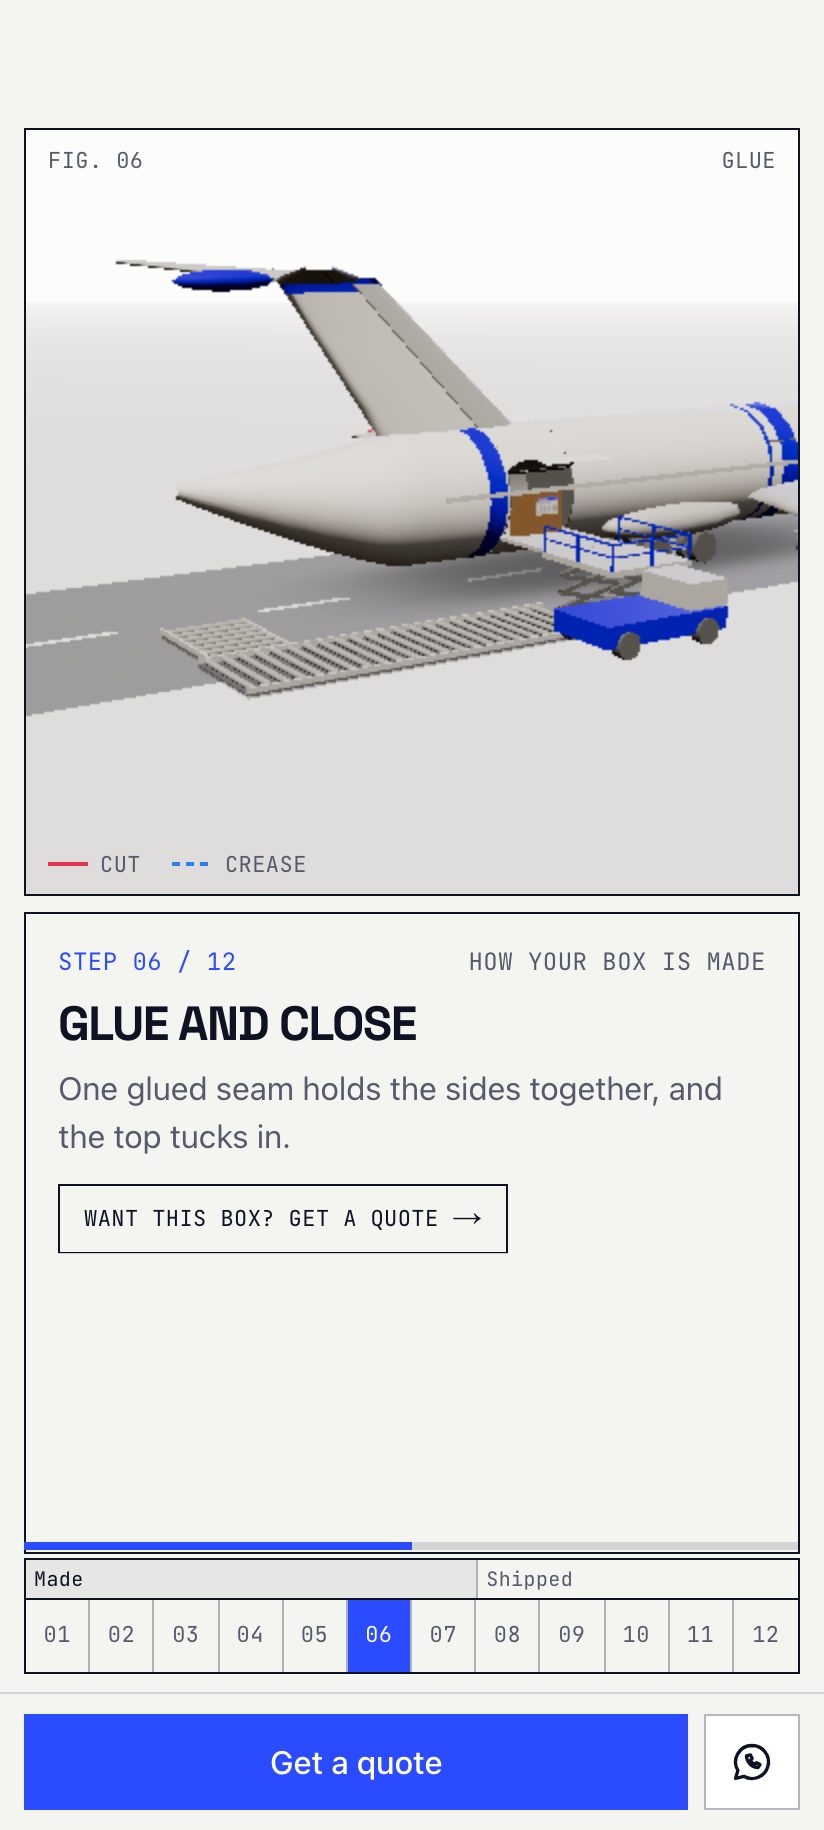 FIG. 06
GLUE
CUT
CREASE
STEP 06 / 12
HOW YOUR BOX IS MADE
GLUE AND CLOSE
One glued seam holds the sides together, and
the top tucks in.
WANT THIS BOX? GET A QUOTE →
Made
Shipped
01 02 03 04 05 06 07 08 09 10 11 12
Get a quote